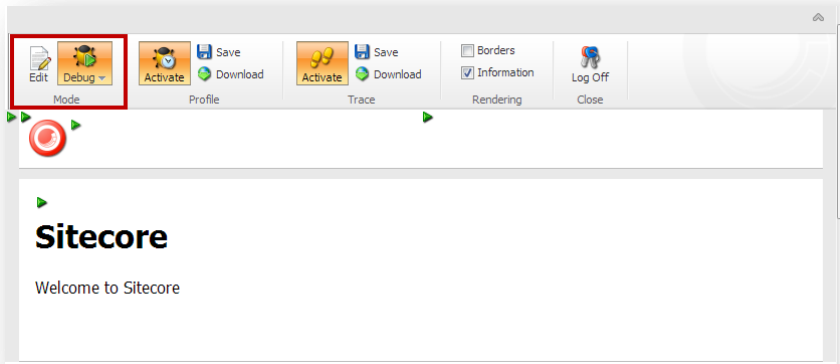 Edit Debug Activate Save Download Activate Save Download Borders Information Log Off
Mode Profile Trace Rendering Close
Sitecore
Welcome to Sitecore